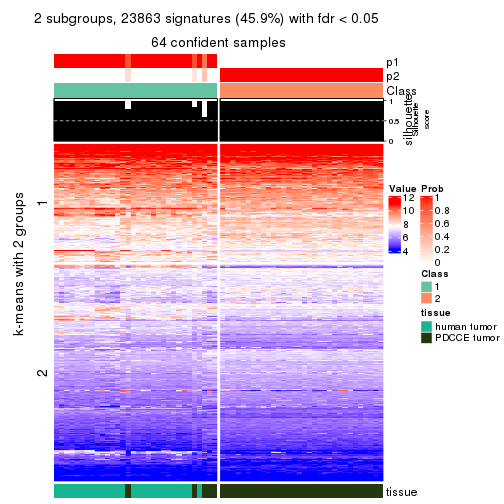 2 subgroups, 23863 signatures (45.9%) with fdr < 0.05
64 confident samples
p1
p2
Class
1
0.5
0
silhouette
Silhouette
score
k-means with 2 groups
1
2
Value
12
10
8
6
4
Prob
1
0.8
0.6
0.4
0.2
0
Class
1
2
tissue
human tumor
PDCCE tumor
tissue